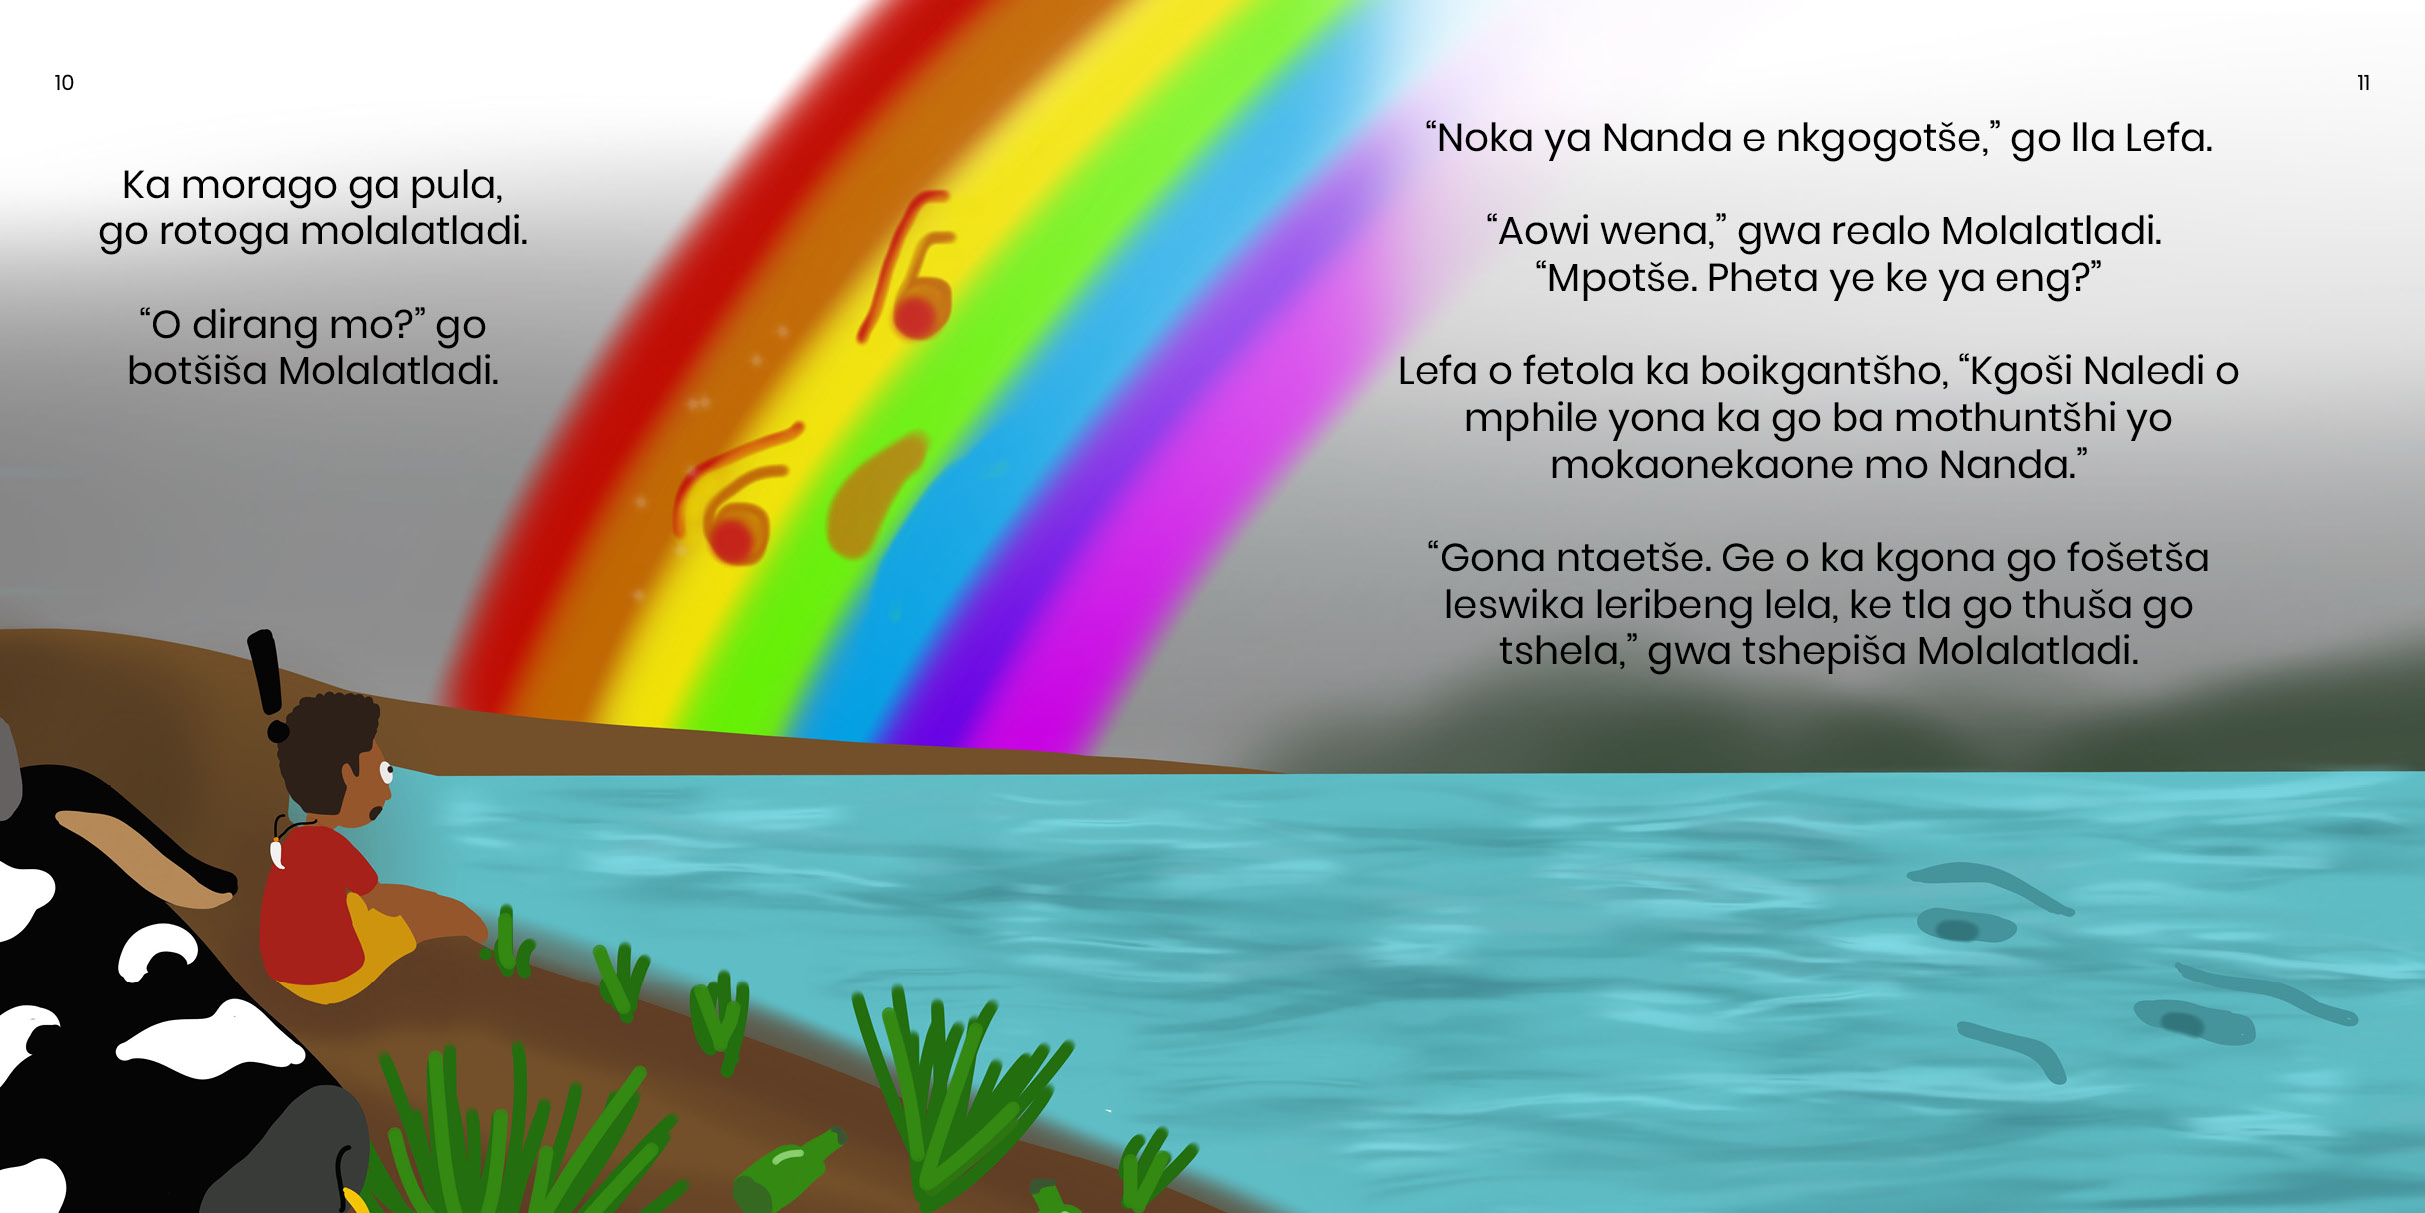 10
Ka morago ga pula,
go rotoga molalatladi.
“O dirang mo?” go
botšiša Molalatladi.
11
“Noka ya Nanda e nkgogotše,” go lla Lefa.
“Aowi wena,” gwa realo Molalatladi.
“Mpotše. Pheta ye ke ya eng?”
Lefa o fetola ka boikgantšho, “Kgoši Naledi o
mphile yona ka go ba mothuntšhi yo
mokaonekaone mo Nanda.”
“Gona ntaetše. Ge o ka kgona go fošetša
leswika leribeng lela, ke tla go thuša go
tshela,” gwa tshepiša Molalatladi.